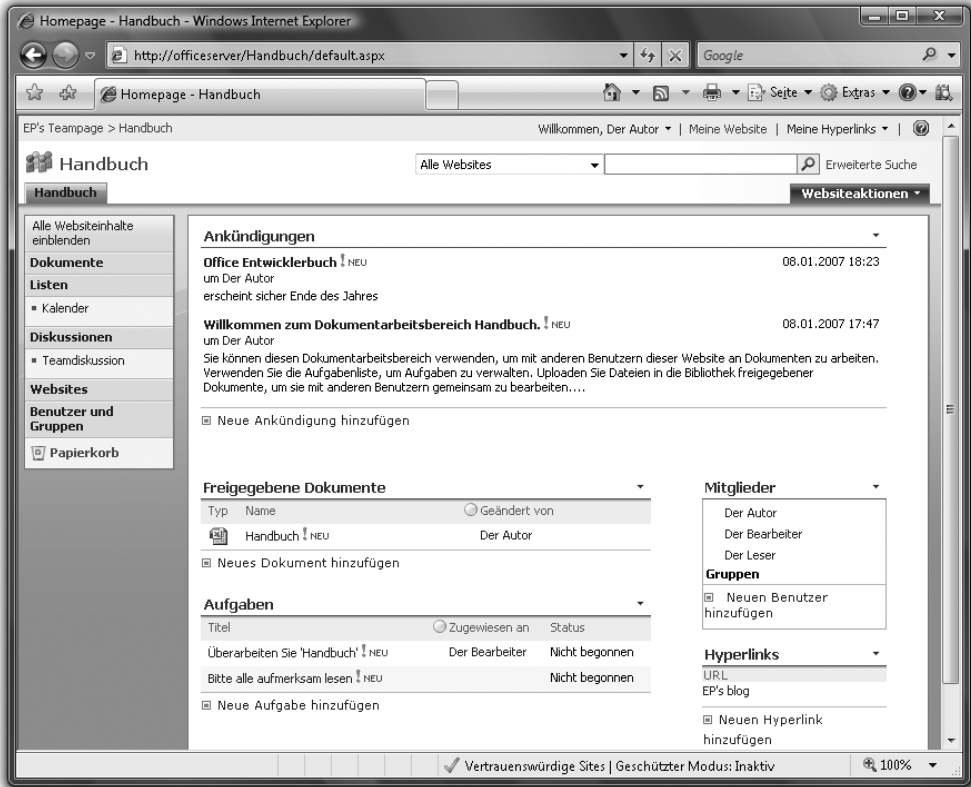 Homepage - Handbuch - Windows Internet Explorer
http://officeserver/Handbuch/default.aspx
Google
Homepage - Handbuch
Seite
Extras
EP's Teampage > Handbuch
Willkommen, Der Autor | Meine Website | Meine Hyperlinks |
Handbuch
Alle Websites
Erweiterte Suche
Handbuch
Websiteaktionen
Alle Websiteinhalte
einblenden
Dokumente
Listen
Kalender
Diskussionen
Teamdiskussion
Websites
Benutzer und
Gruppen
Papierkorb
Ankündigungen
Office Entwicklerbuch ! NEU 08.01.2007 18:23
um Der Autor
erscheint sicher Ende des Jahres
Willkommen zum Dokumentarbeitsbereich Handbuch. ! NEU 08.01.2007 17:47
um Der Autor
Sie können diesen Dokumentarbeitsbereich verwenden, um mit anderen Benutzern dieser Website an Dokumenten zu arbeiten.
Verwenden Sie die Aufgabenliste, um Aufgaben zu verwalten. Uploaden Sie Dateien in die Bibliothek freigegebener
Dokumente, um sie mit anderen Benutzern gemeinsam zu bearbeiten....
Neue Ankündigung hinzufügen
Freigegebene Dokumente
Typ Name Geändert von
Handbuch ! NEU Der Autor
Neues Dokument hinzufügen
Aufgaben
Titel Zugewiesen an Status
Überarbeiten Sie 'Handbuch' ! NEU Der Bearbeiter Nicht begonnen
Bitte alle aufmerksam lesen ! NEU Nicht begonnen
Neue Aufgabe hinzufügen
Mitglieder
Der Autor
Der Bearbeiter
Der Leser
Gruppen
Neuen Benutzer
hinzufügen
Hyperlinks
URL
EP's blog
Neuen Hyperlink
hinzufügen
Vertrauenswürdige Sites | Geschützter Modus: Inaktiv
100%